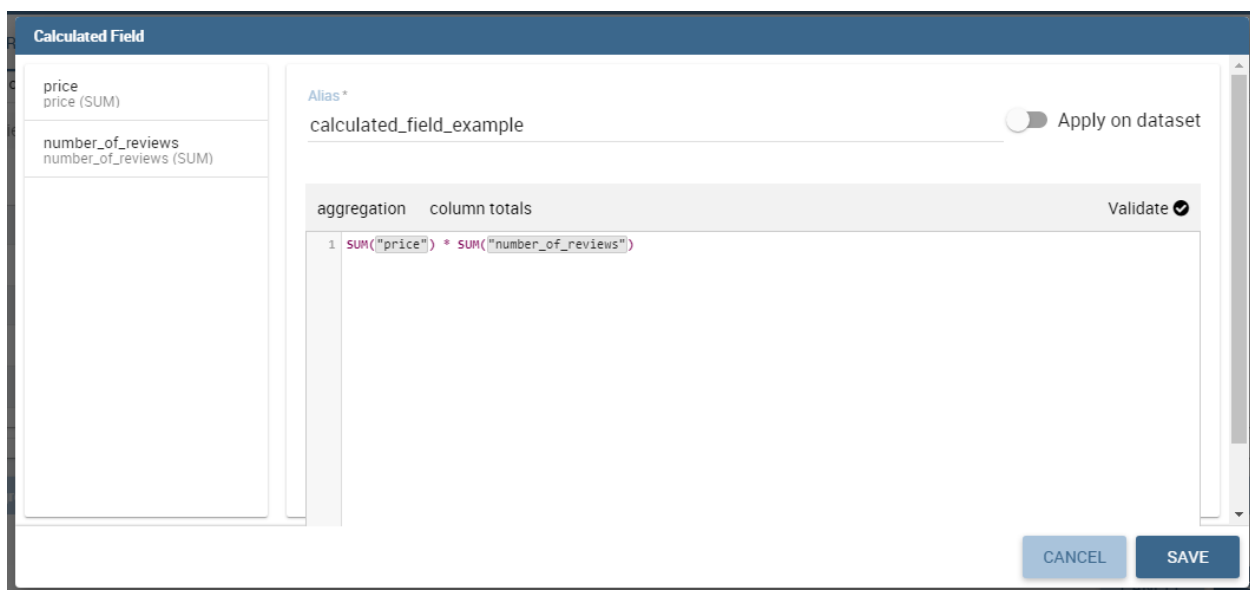 Calculated Field
price
price (SUM)
number_of_reviews
number_of_reviews (SUM)
Alias *
calculated_field_example
Apply on dataset
aggregation column totals Validate
1 SUM("price") * SUM("number_of_reviews")
CANCEL SAVE